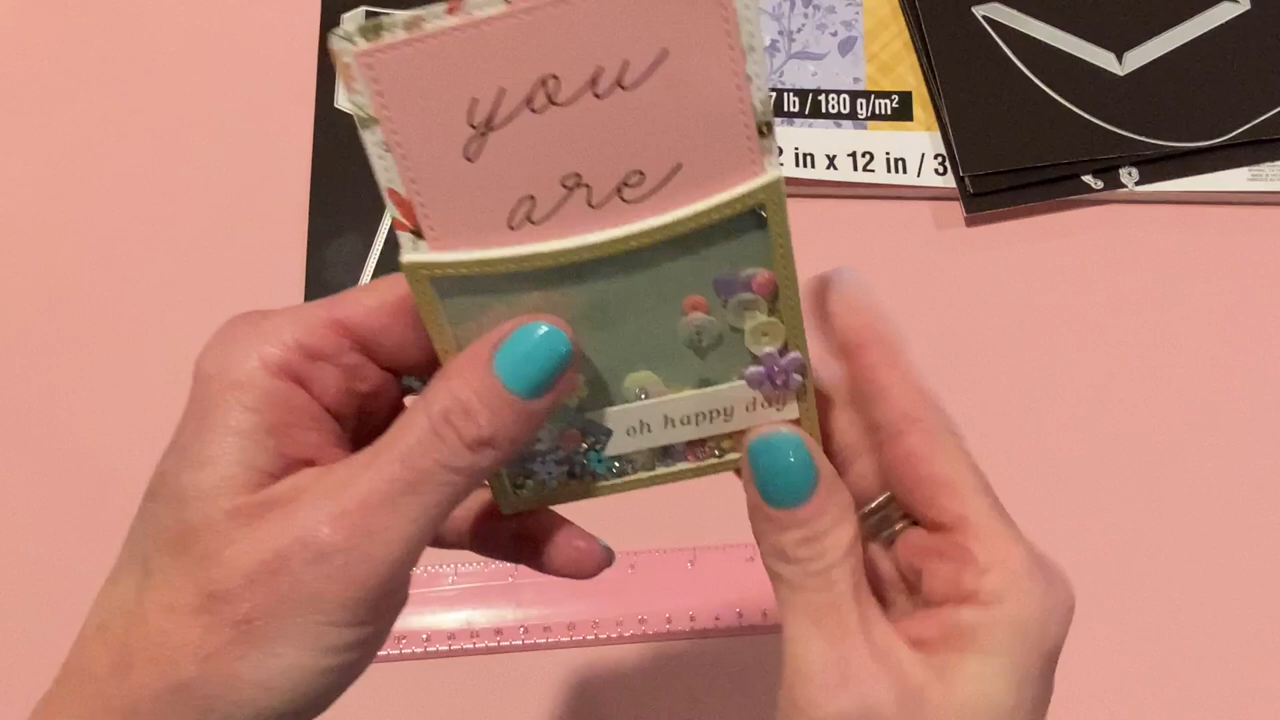 you
are
oh happy day
7 lb / 180 g/m²
2 in x 12 in / 3